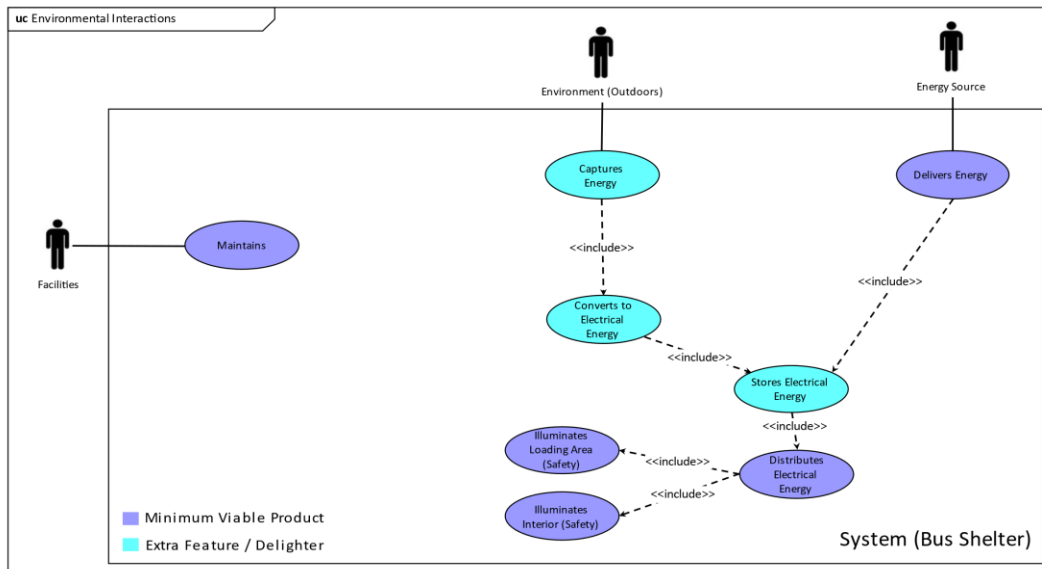 uc Environmental Interactions
Environment (Outdoors)
Energy Source
Captures
Energy
Delivers Energy
Facilities
Maintains
<<include>>
<<include>>
Converts to
Electrical
Energy
<<include>>
Stores Electrical
Energy
<<include>>
Illuminates
Loading Area
(Safety)
<<include>>
Distributes
Electrical
Energy
<<include>>
Illuminates
Interior (Safety)
Minimum Viable Product
Extra Feature / Delighter
System (Bus Shelter)